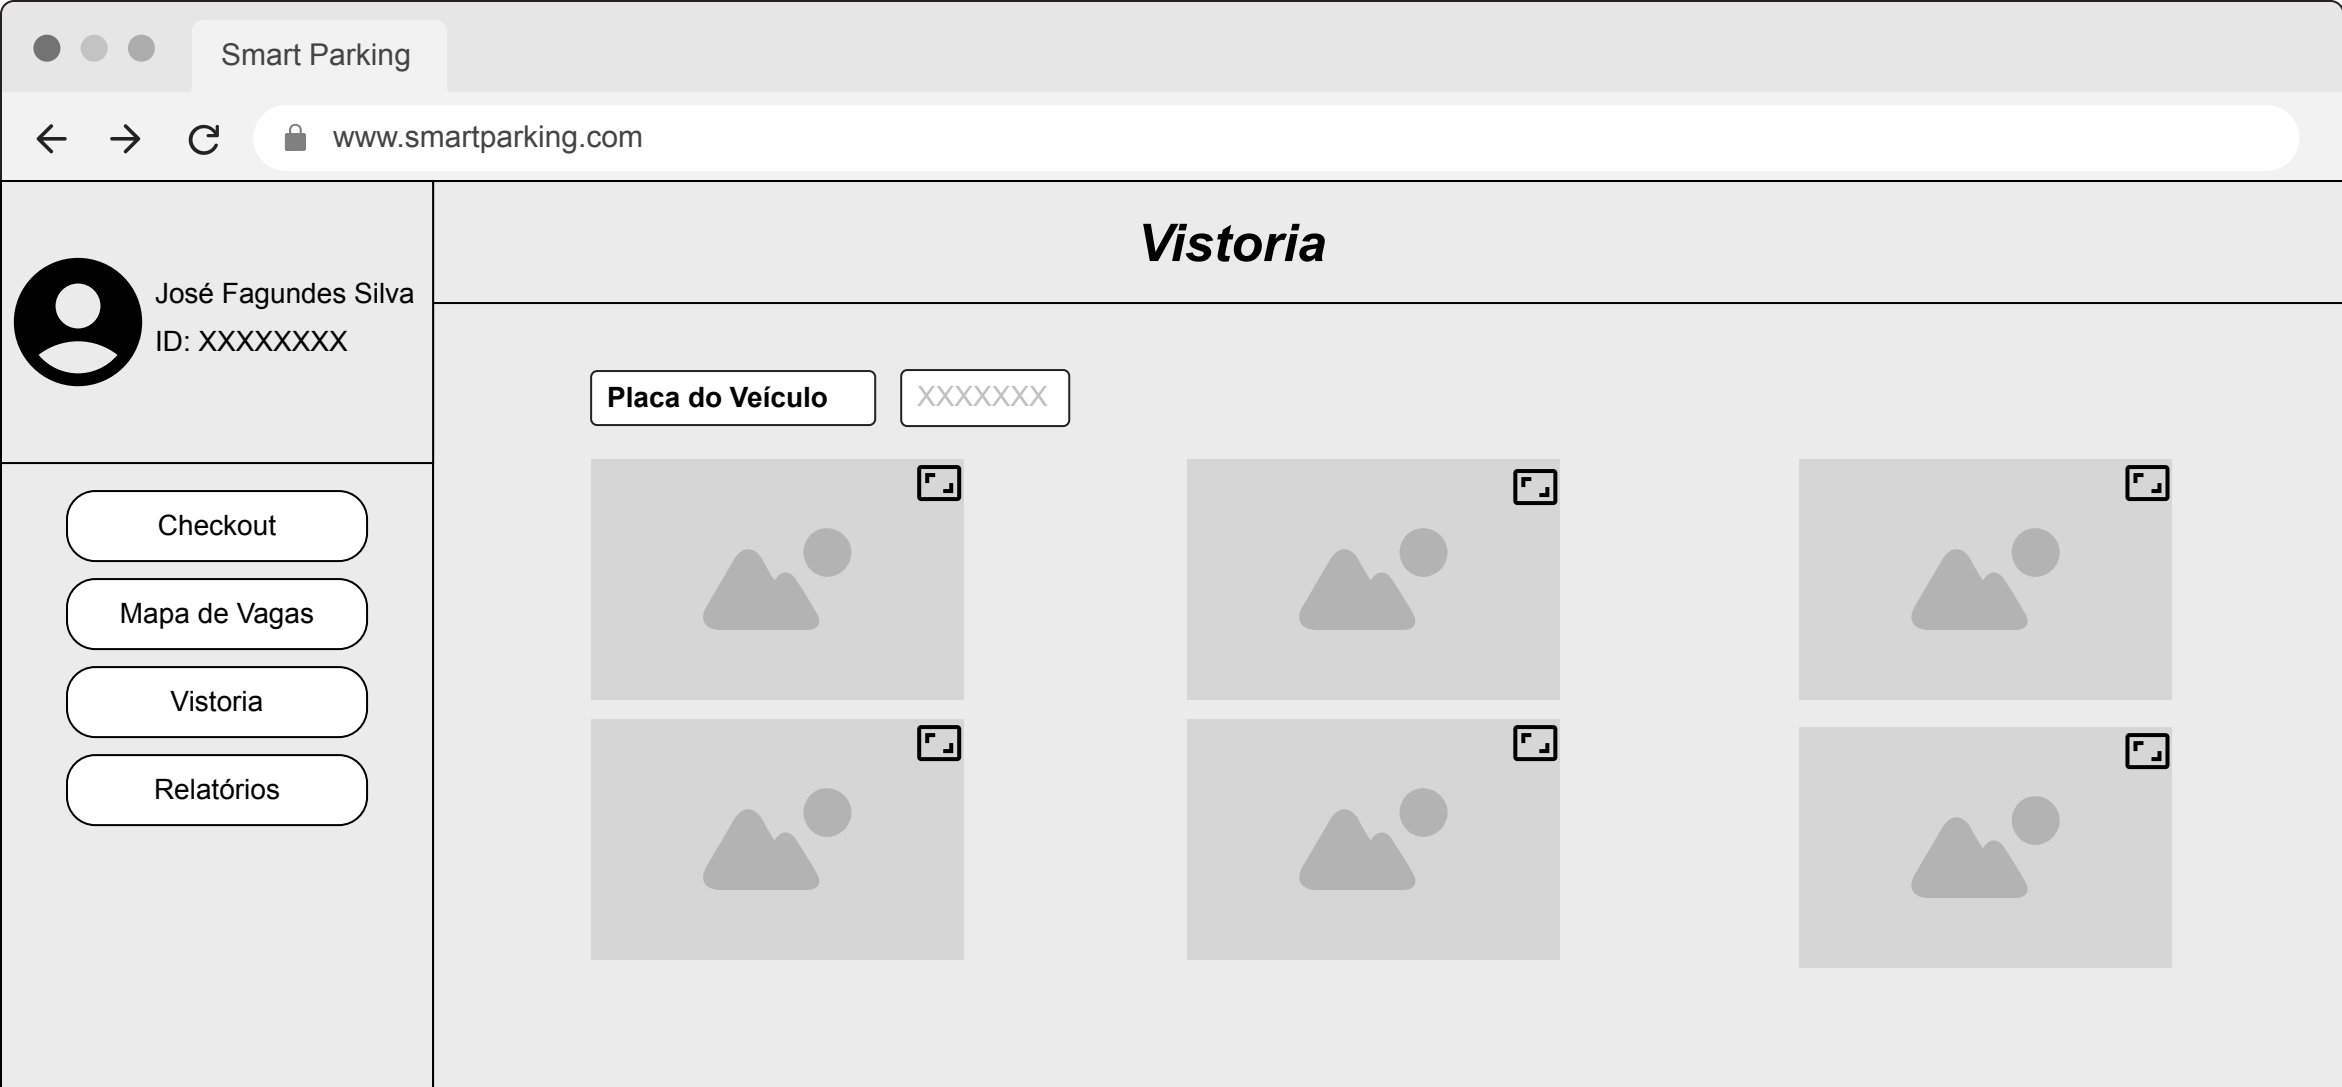 Smart Parking
www.smartparking.com
Vistoria
José Fagundes Silva
ID: XXXXXXXX
Placa do Veículo
XXXXXXX
Checkout
Mapa de Vagas
Vistoria
Relatórios